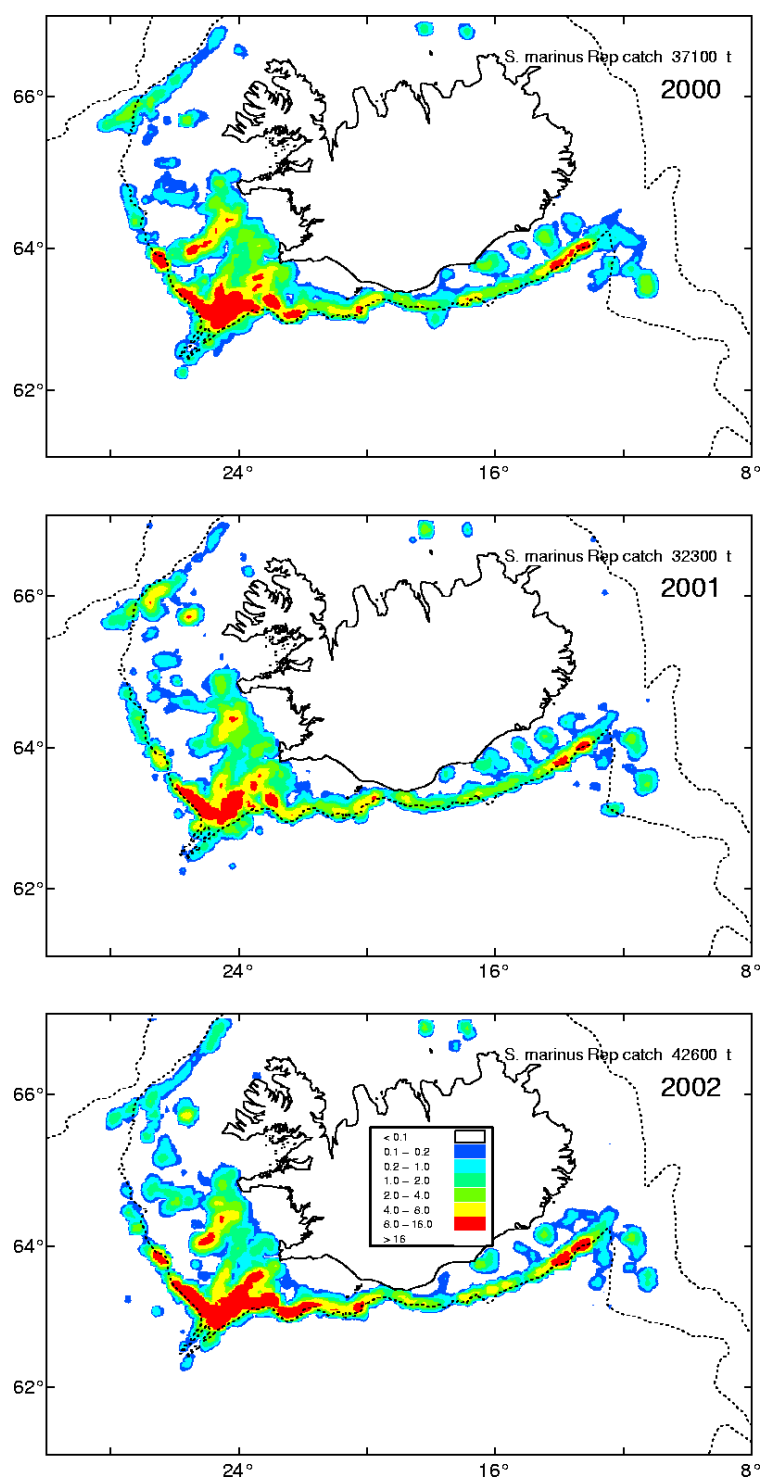 S. marinus Rep catch 37100 t
2000
66°
64°
62°
24°
16°
8°
S. marinus Rep catch 32300 t
2001
66°
64°
62°
24°
16°
8°
S. marinus Rep catch 42600 t
2002
66°
< 0.1
0.1 – 0.2
0.2 – 1.0
1.0 – 2.0
2.0 – 4.0
4.0 – 8.0
8.0 – 16.0
> 16
64°
62°
24°
16°
8°